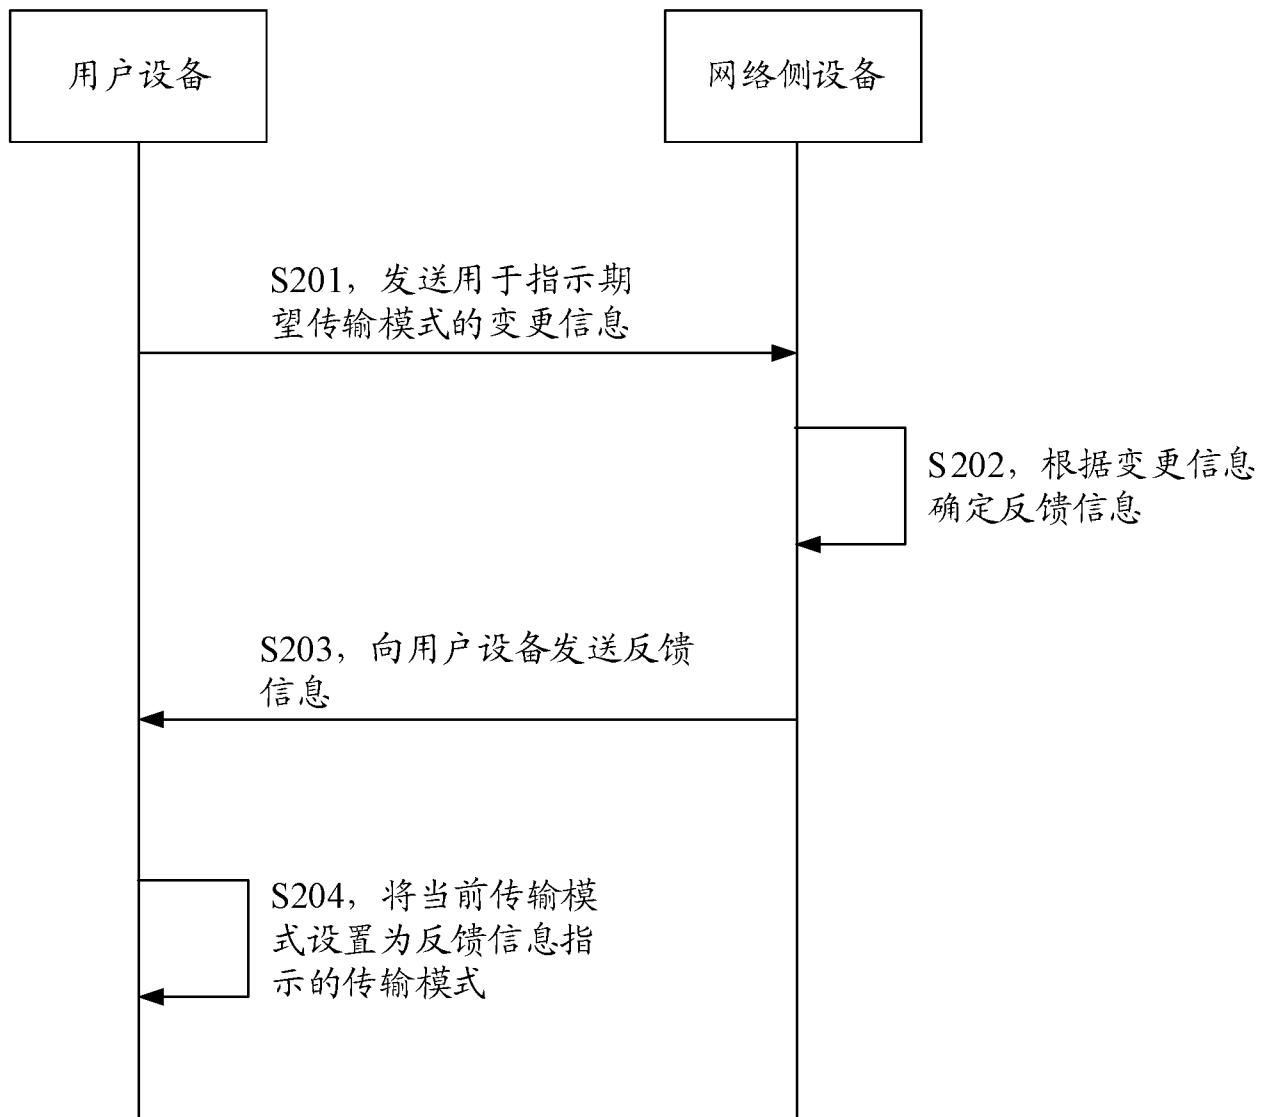 用户设备
网络侧设备
S201，发送用于指示期
望传输模式的变更信息
S202，根据变更信息
确定反馈信息
S203，向用户设备发送反馈
信息
S204，将当前传输模
式设置为反馈信息指
示的传输模式